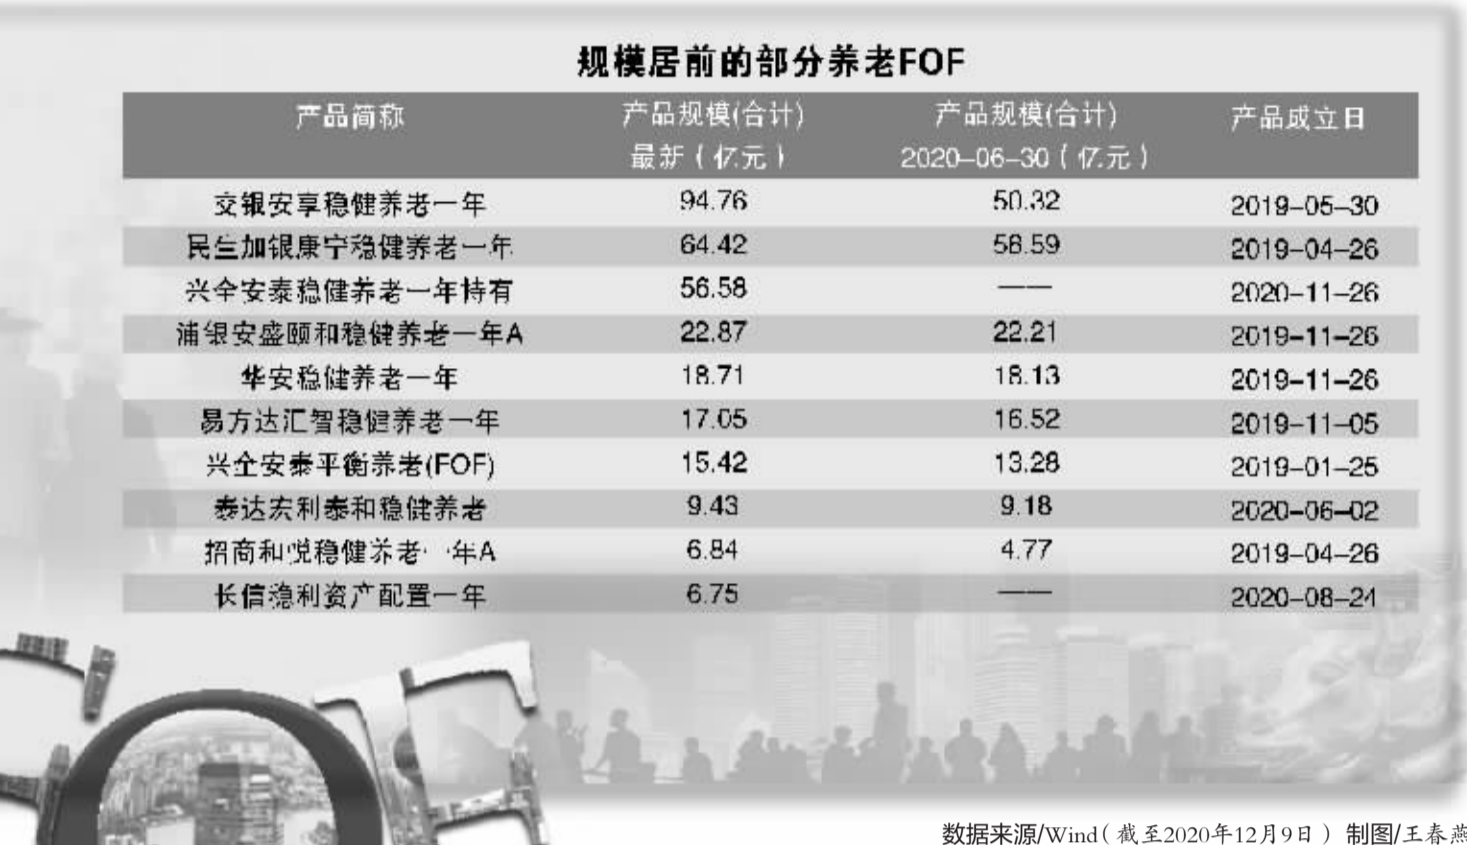 规模居前的部分养老FOF
产品简称 产品规模(合计)最新(亿元) 产品规模(合计)2020-06-30(亿元) 产品成立日
交银安享稳健养老一年 94.76 50.32 2019-05-30
民生加银康宁稳健养老一年 64.42 58.59 2019-04-26
兴全安泰稳健养老一年持有 56.58 —— 2020-11-26
浦银安盛颐和稳健养老一年A 22.87 22.21 2019-11-26
华安稳健养老一年 18.71 18.13 2019-11-26
易方达汇智稳健养老一年 17.05 16.52 2019-11-05
兴全安泰平衡养老(FOF) 15.42 13.28 2019-01-25
泰达宏利泰和稳健养老 9.43 9.18 2020-06-02
招商和悦稳健养老一年A 6.84 4.77 2019-04-26
长信稳利资产配置一年 6.75 —— 2020-08-24
数据来源/Wind(截至2020年12月9日) 制图/王春燕